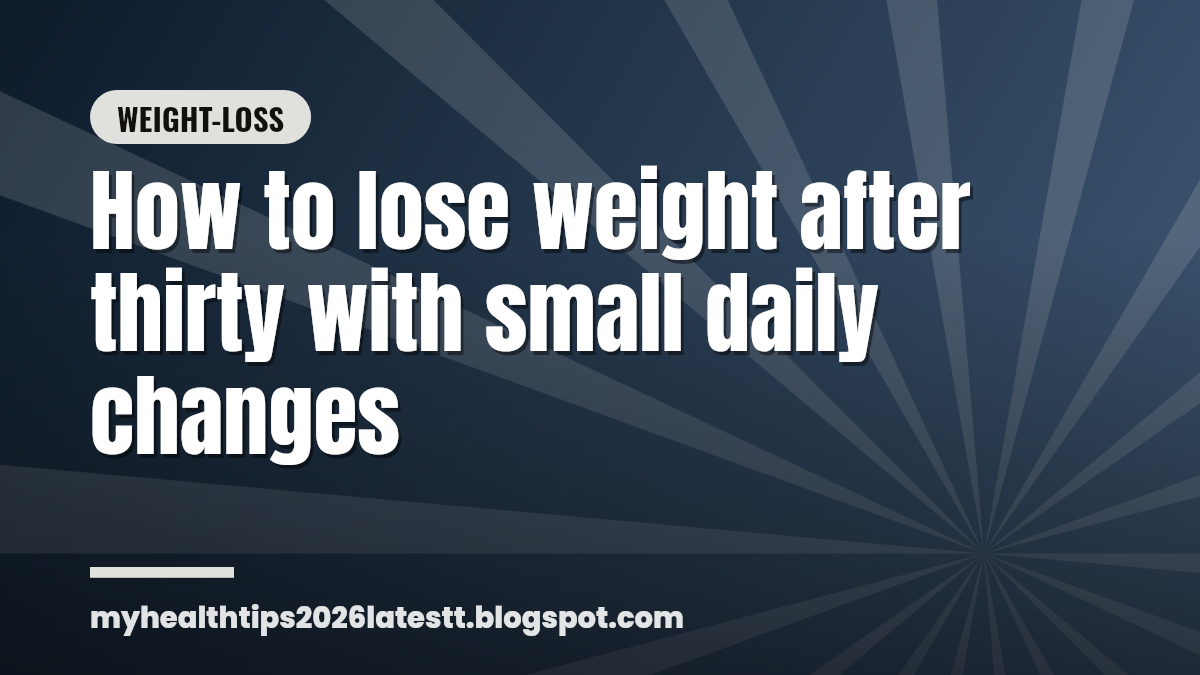 WEIGHT-LOSS
How to lose weight after
thirty with small daily
changes
myhealthtips2026latestt.blogspot.com